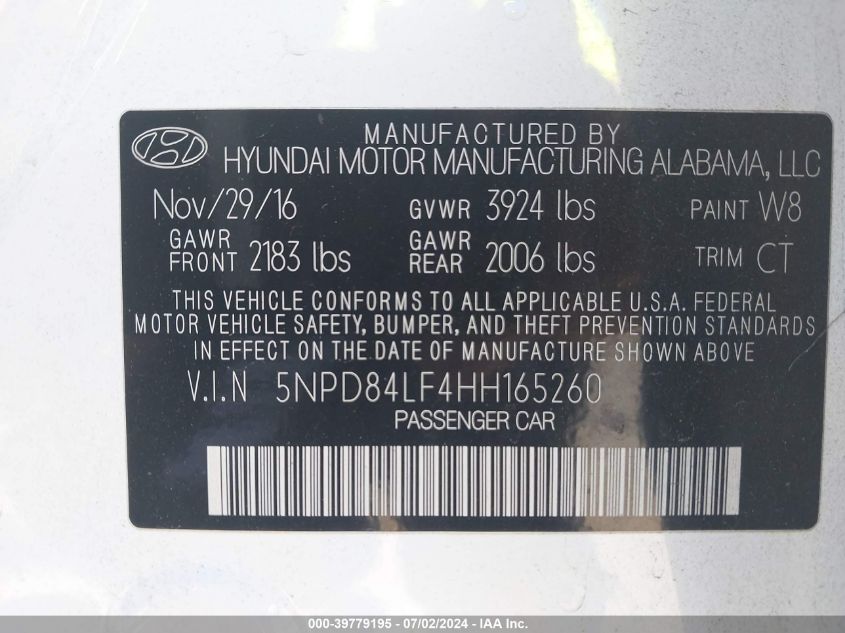 MANUFACTURED BY
HYUNDAI MOTOR MANUFACTURING ALABAMA, LLC
Nov/29/16 GVWR 3924 lbs PAINT W8
GAWR FRONT 2183 lbs GAWR REAR 2006 lbs TRIM CT
THIS VEHICLE CONFORMS TO ALL APPLICABLE U.S.A. FEDERAL
MOTOR VEHICLE SAFETY, BUMPER, AND THEFT PREVENTION STANDARDS
IN EFFECT ON THE DATE OF MANUFACTURE SHOWN ABOVE
V.I.N 5NPD84LF4HH165260
PASSENGER CAR
000-39779195 - 07/02/2024 - IAA Inc.